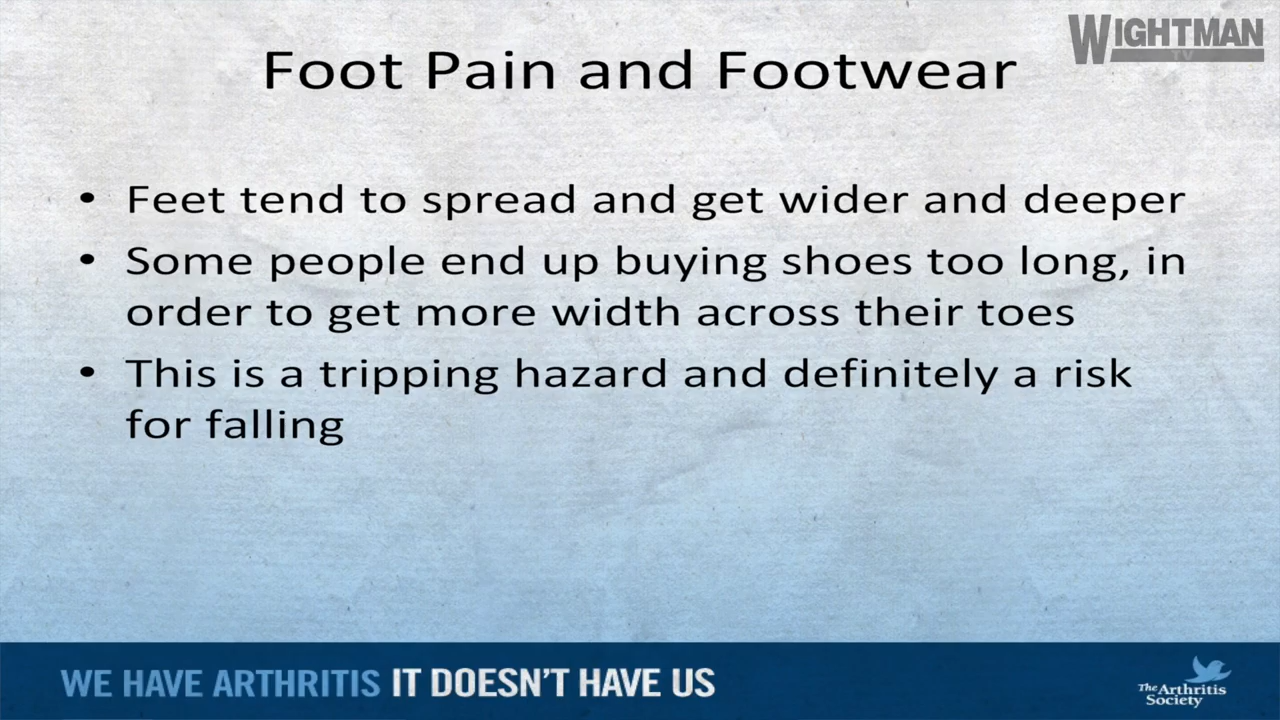 WIGHTMAN
TV
Foot Pain and Footwear
• Feet tend to spread and get wider and deeper
• Some people end up buying shoes too long, in
order to get more width across their toes
• This is a tripping hazard and definitely a risk
for falling
WE HAVE ARTHRITIS IT DOESN'T HAVE US
The Arthritis
Society